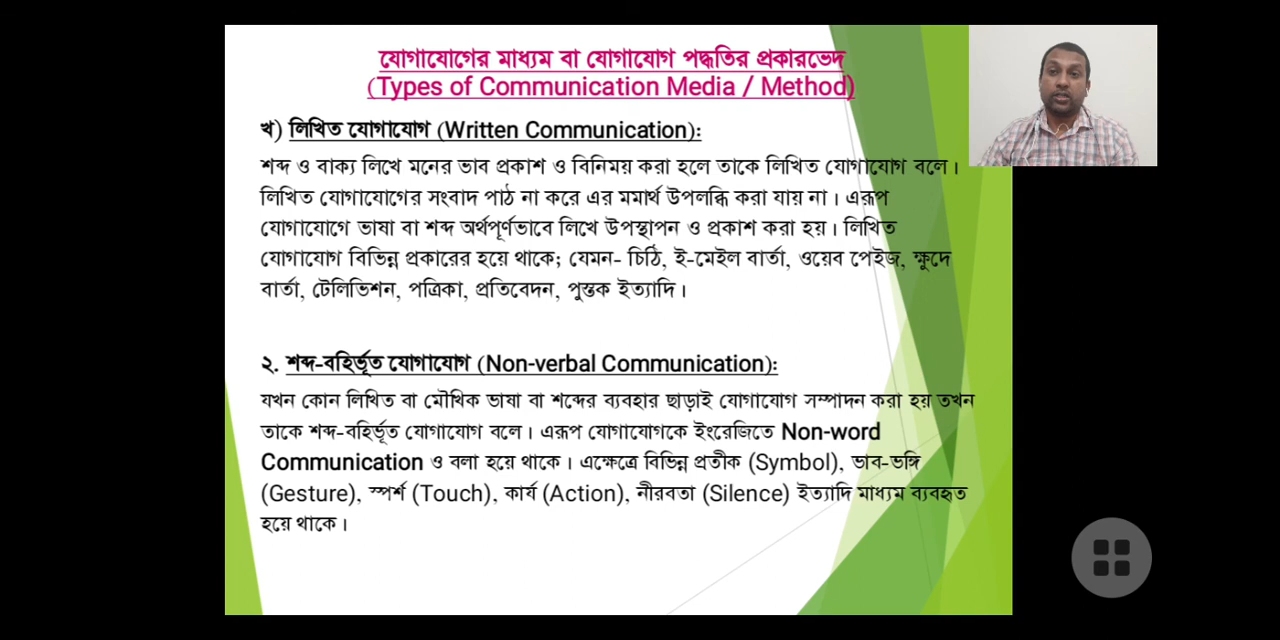 যোগাযোগের মাধ্যম বা যোগাযোগ পদ্ধতির প্রকারভেদ
(Types of Communication Media / Method)
খ) লিখিত যোগাযোগ (Written Communication):
শব্দ ও বাক্য লিখে মনের ভাব প্রকাশ ও বিনিময় করা হলে তাকে লিখিত যোগাযোগ বলে।
লিখিত যোগাযোগের সংবাদ পাঠ না করে এর মমার্থ উপলব্ধি করা যায় না। এরূপ
যোগাযোগে ভাষা বা শব্দ অর্থপূর্ণভাবে লিখে উপস্থাপন ও প্রকাশ করা হয়। লিখিত
যোগাযোগ বিভিন্ন প্রকারের হয়ে থাকে; যেমন- চিঠি, ই-মেইল বার্তা, ওয়েব পেইজ, ক্ষুদে
বার্তা, টেলিভিশন, পত্রিকা, প্রতিবেদন, পুস্তক ইত্যাদি।
২. শব্দ-বহির্ভূত যোগাযোগ (Non-verbal Communication):
যখন কোন লিখিত বা মৌখিক ভাষা বা শব্দের ব্যবহার ছাড়াই যোগাযোগ সম্পাদন করা হয় তখন
তাকে শব্দ-বহির্ভূত যোগাযোগ বলে। এরূপ যোগাযোগকে ইংরেজিতে Non-word
Communication ও বলা হয়ে থাকে। এক্ষেত্রে বিভিন্ন প্রতীক (Symbol), ভাব-ভঙ্গি
(Gesture), স্পর্শ (Touch), কার্য (Action), নীরবতা (Silence) ইত্যাদি মাধ্যম ব্যবহৃত
হয়ে থাকে।